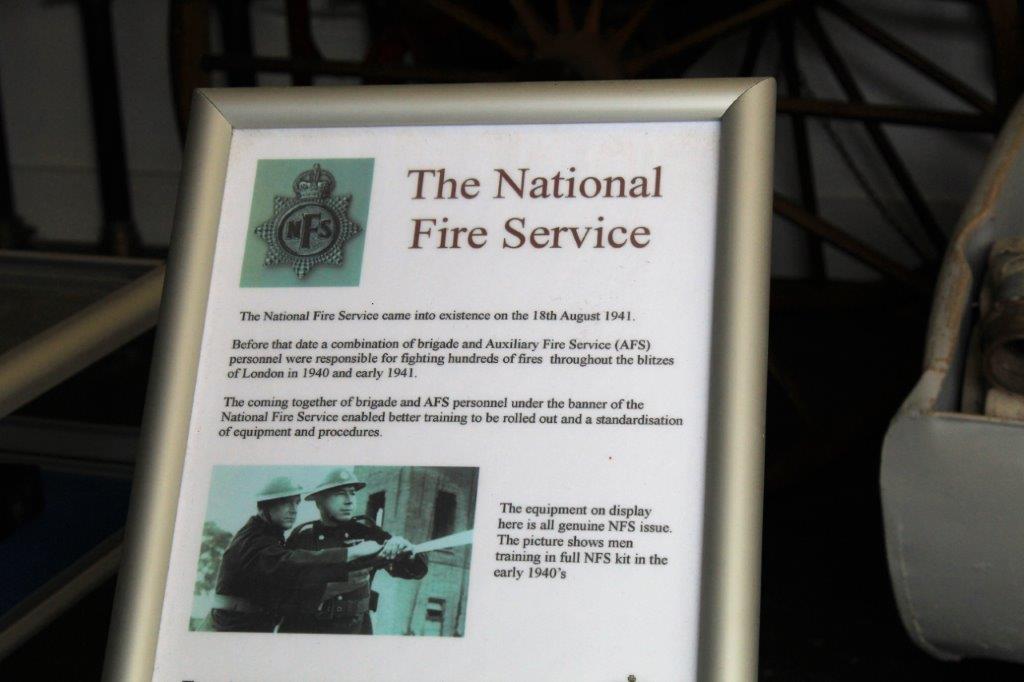 NFS
The National
Fire Service
The National Fire Service came into existence on the 18th August 1941.
Before that date a combination of brigade and Auxiliary Fire Service (AFS)
personnel were responsible for fighting hundreds of fires throughout the blitzes
of London in 1940 and early 1941.
The coming together of brigade and AFS personnel under the banner of the
National Fire Service enabled better training to be rolled out and a standardisation
of equipment and procedures.
The equipment on display
here is all genuine NFS issue.
The picture shows men
training in full NFS kit in the
early 1940's